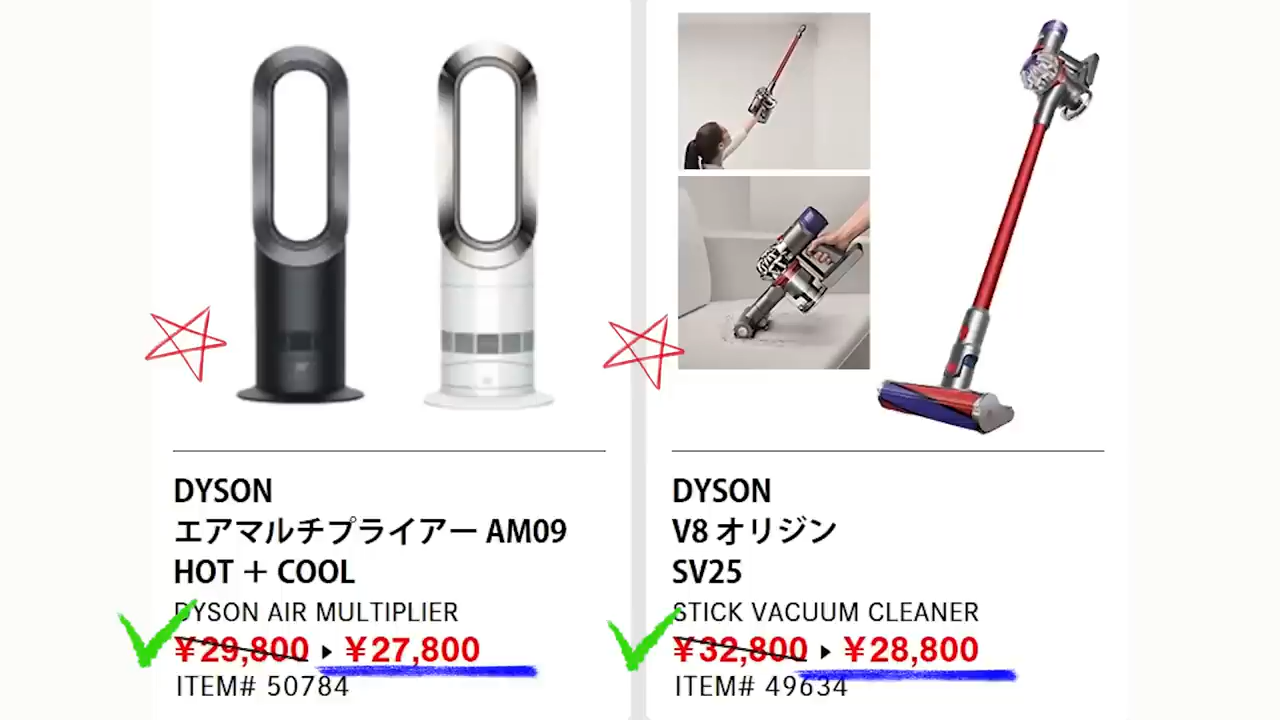 DYSON
エアマルチプライアー AM09
HOT + COOL
DYSON AIR MULTIPLIER
¥29,800 ▶ ¥27,800
ITEM# 50784
DYSON
V8 オリジン
SV25
STICK VACUUM CLEANER
¥32,800 ▶ ¥28,800
ITEM# 49634